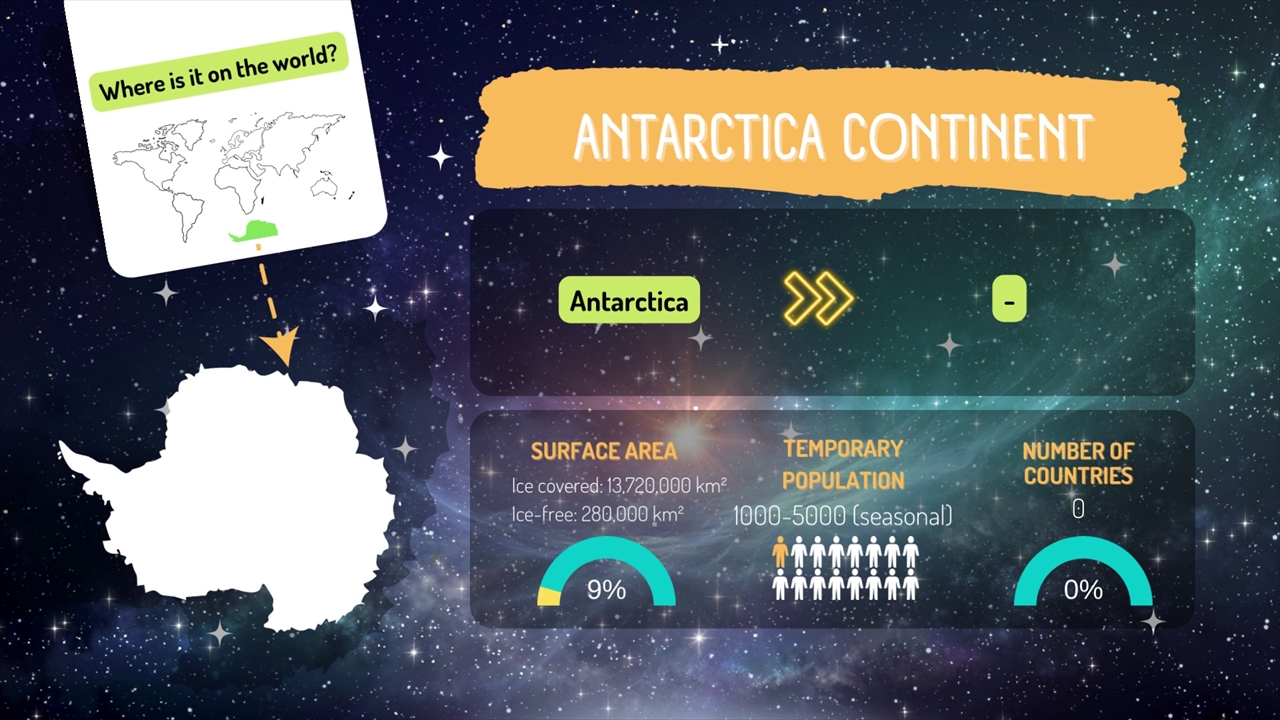 Where is it on the world?
ANTARCTICA CONTINENT
Antarctica
-
SURFACE AREA
Ice covered: 13,720,000 km²
Ice-free: 280,000 km²
9%
TEMPORARY
POPULATION
1000-5000 (seasonal)
NUMBER OF
COUNTRIES
0
0%